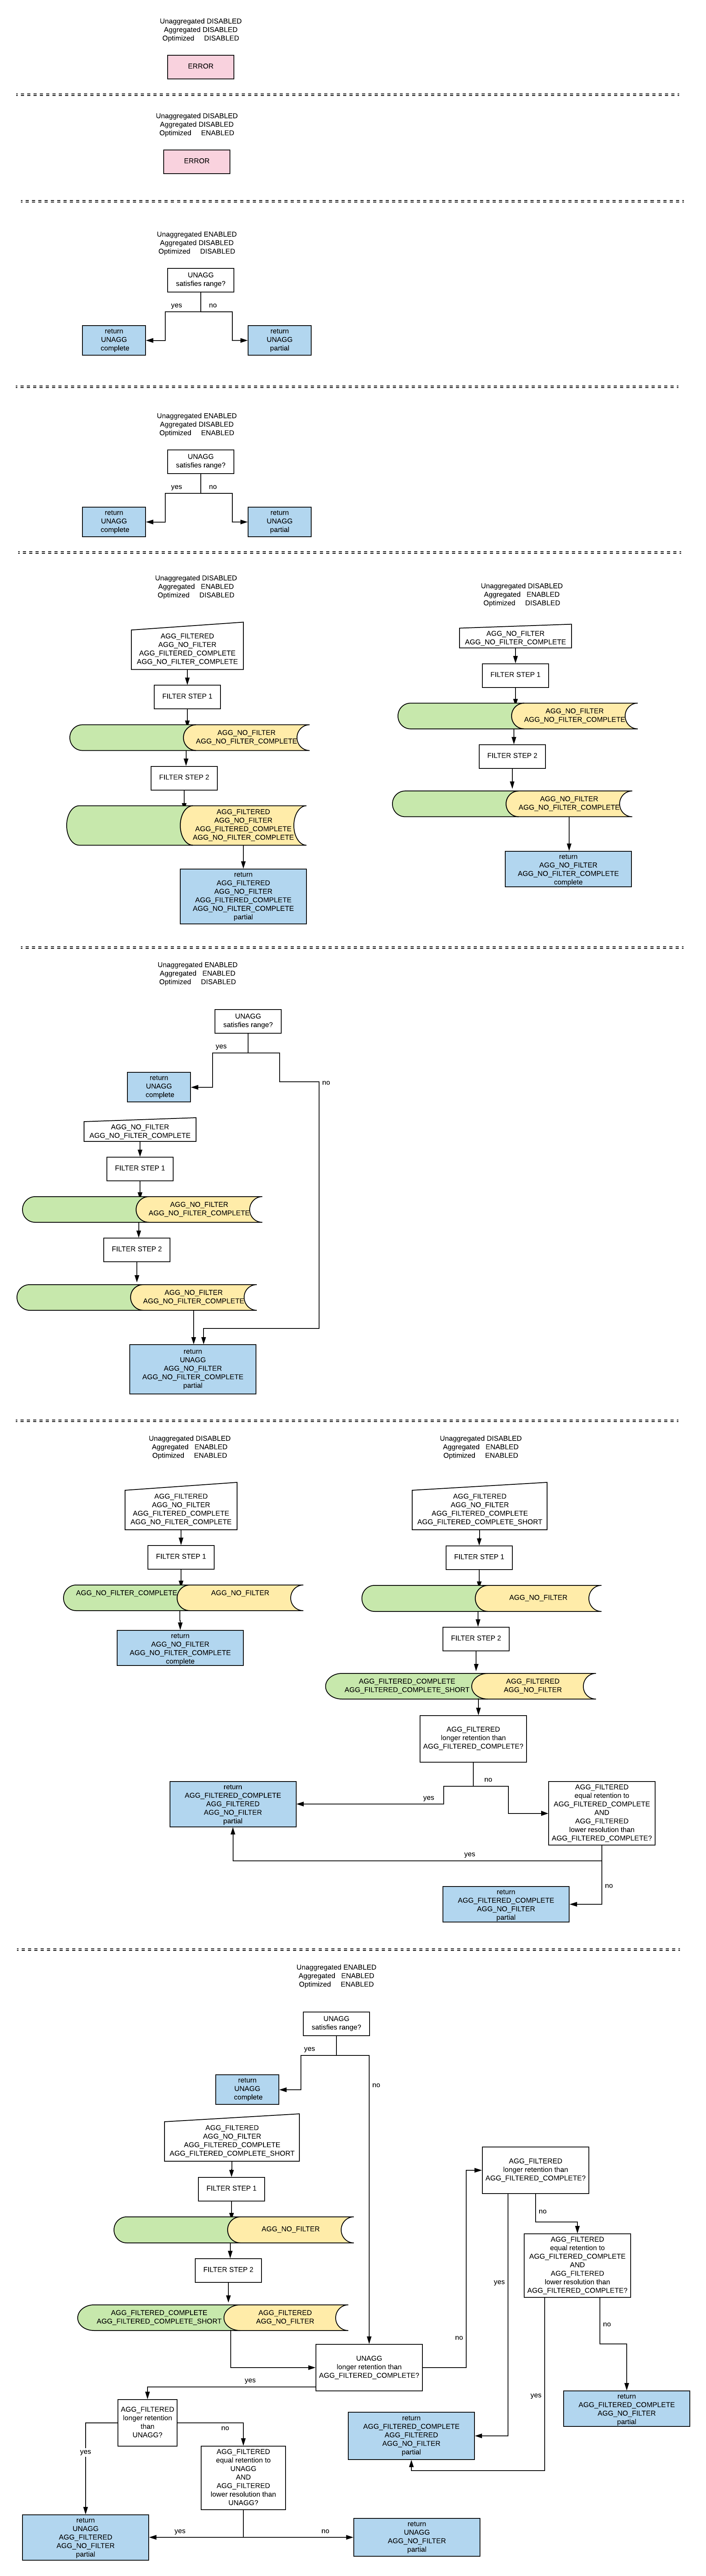 Unaggregated DISABLED
Aggregated DISABLED
Optimized DISABLED
ERROR
Unaggregated DISABLED
Aggregated DISABLED
Optimized ENABLED
ERROR
Unaggregated ENABLED
Aggregated DISABLED
Optimized DISABLED
UNAGG
satisfies range?
yes
no
return
UNAGG
complete
return
UNAGG
partial
Unaggregated ENABLED
Aggregated DISABLED
Optimized ENABLED
UNAGG
satisfies range?
yes
no
return
UNAGG
complete
return
UNAGG
partial
Unaggregated DISABLED
Aggregated ENABLED
Optimized DISABLED
AGG_FILTERED
AGG_NO_FILTER
AGG_FILTERED_COMPLETE
AGG_NO_FILTER_COMPLETE
FILTER STEP 1
AGG_NO_FILTER
AGG_NO_FILTER_COMPLETE
FILTER STEP 2
AGG_FILTERED
AGG_NO_FILTER
AGG_FILTERED_COMPLETE
AGG_NO_FILTER_COMPLETE
return
AGG_FILTERED
AGG_NO_FILTER
AGG_FILTERED_COMPLETE
AGG_NO_FILTER_COMPLETE
partial
Unaggregated DISABLED
Aggregated ENABLED
Optimized DISABLED
AGG_NO_FILTER
AGG_NO_FILTER_COMPLETE
FILTER STEP 1
AGG_NO_FILTER
AGG_NO_FILTER_COMPLETE
FILTER STEP 2
AGG_NO_FILTER
AGG_NO_FILTER_COMPLETE
return
AGG_NO_FILTER
AGG_NO_FILTER_COMPLETE
complete
Unaggregated ENABLED
Aggregated ENABLED
Optimized DISABLED
UNAGG
satisfies range?
yes
no
return
UNAGG
complete
AGG_NO_FILTER
AGG_NO_FILTER_COMPLETE
FILTER STEP 1
AGG_NO_FILTER
AGG_NO_FILTER_COMPLETE
FILTER STEP 2
AGG_NO_FILTER
AGG_NO_FILTER_COMPLETE
return
UNAGG
AGG_NO_FILTER
AGG_NO_FILTER_COMPLETE
partial
Unaggregated DISABLED
Aggregated ENABLED
Optimized ENABLED
AGG_FILTERED
AGG_NO_FILTER
AGG_FILTERED_COMPLETE
AGG_NO_FILTER_COMPLETE
FILTER STEP 1
AGG_NO_FILTER_COMPLETE
AGG_NO_FILTER
return
AGG_NO_FILTER
AGG_NO_FILTER_COMPLETE
complete
Unaggregated DISABLED
Aggregated ENABLED
Optimized ENABLED
AGG_FILTERED
AGG_NO_FILTER
AGG_FILTERED_COMPLETE
AGG_FILTERED_COMPLETE_SHORT
FILTER STEP 1
AGG_NO_FILTER
FILTER STEP 2
AGG_FILTERED_COMPLETE
AGG_FILTERED_COMPLETE_SHORT
AGG_FILTERED
AGG_NO_FILTER
AGG_FILTERED
longer retention than
AGG_FILTERED_COMPLETE?
yes
no
return
AGG_FILTERED_COMPLETE
AGG_FILTERED
AGG_NO_FILTER
partial
AGG_FILTERED
equal retention to
AGG_FILTERED_COMPLETE
AND
AGG_FILTERED
lower resolution than
AGG_FILTERED_COMPLETE?
yes
no
return
AGG_FILTERED_COMPLETE
AGG_NO_FILTER
partial
Unaggregated ENABLED
Aggregated ENABLED
Optimized ENABLED
UNAGG
satisfies range?
yes
no
return
UNAGG
complete
AGG_FILTERED
AGG_NO_FILTER
AGG_FILTERED_COMPLETE
AGG_FILTERED_COMPLETE_SHORT
FILTER STEP 1
AGG_NO_FILTER
FILTER STEP 2
AGG_FILTERED_COMPLETE
AGG_FILTERED_COMPLETE_SHORT
AGG_FILTERED
AGG_NO_FILTER
UNAGG
longer retention than
AGG_FILTERED_COMPLETE?
no
yes
AGG_FILTERED
longer retention than
AGG_FILTERED_COMPLETE?
no
yes
AGG_FILTERED
equal retention to
AGG_FILTERED_COMPLETE
AND
AGG_FILTERED
lower resolution than
AGG_FILTERED_COMPLETE?
no
yes
return
AGG_FILTERED_COMPLETE
AGG_NO_FILTER
partial
return
AGG_FILTERED_COMPLETE
AGG_FILTERED
AGG_NO_FILTER
partial
AGG_FILTERED
longer retention
than
UNAGG?
yes
no
AGG_FILTERED
equal retention to
UNAGG
AND
AGG_FILTERED
lower resolution than
UNAGG?
yes
no
return
UNAGG
AGG_FILTERED
AGG_NO_FILTER
partial
return
UNAGG
AGG_NO_FILTER
partial